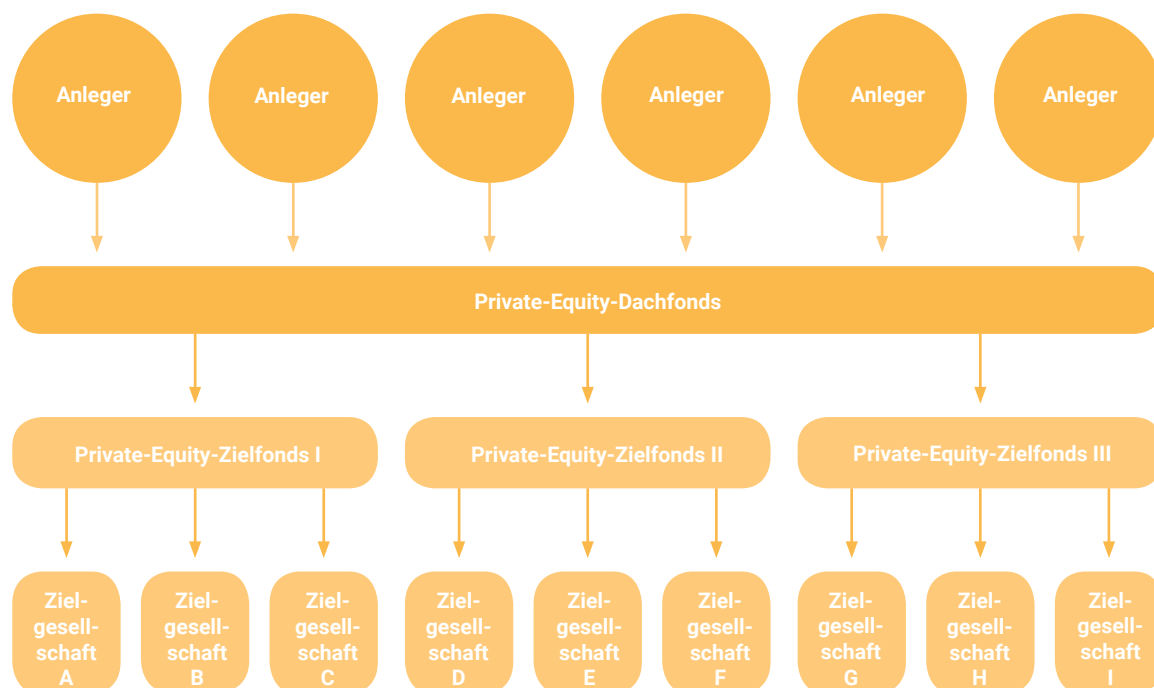 Anleger
Anleger
Anleger
Anleger
Anleger
Anleger
Private-Equity-Dachfonds
Private-Equity-Zielfonds I
Private-Equity-Zielfonds II
Private-Equity-Zielfonds III
Ziel-
gesell-
schaft
A
Ziel-
gesell-
schaft
B
Ziel-
gesell-
schaft
C
Ziel-
gesell-
schaft
D
Ziel-
gesell-
schaft
E
Ziel-
gesell-
schaft
F
Ziel-
gesell-
schaft
G
Ziel-
gesell-
schaft
H
Ziel-
gesell-
schaft
I